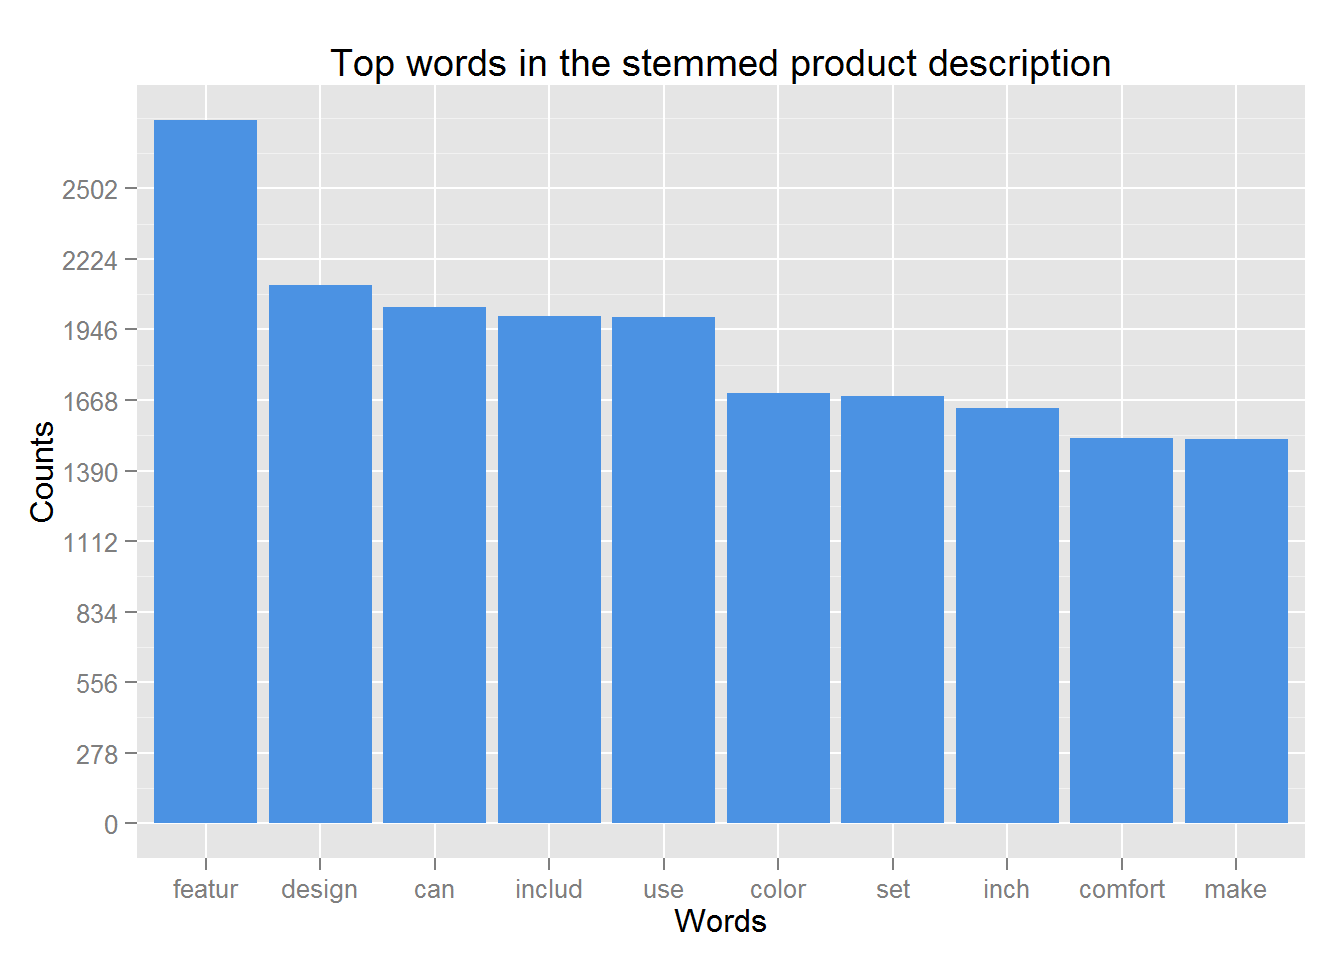 Top words in the stemmed product description
Counts
2502
2224
1946
1668
1390
1112
834
556
278
0
featur design can includ use color set inch comfort make
Words